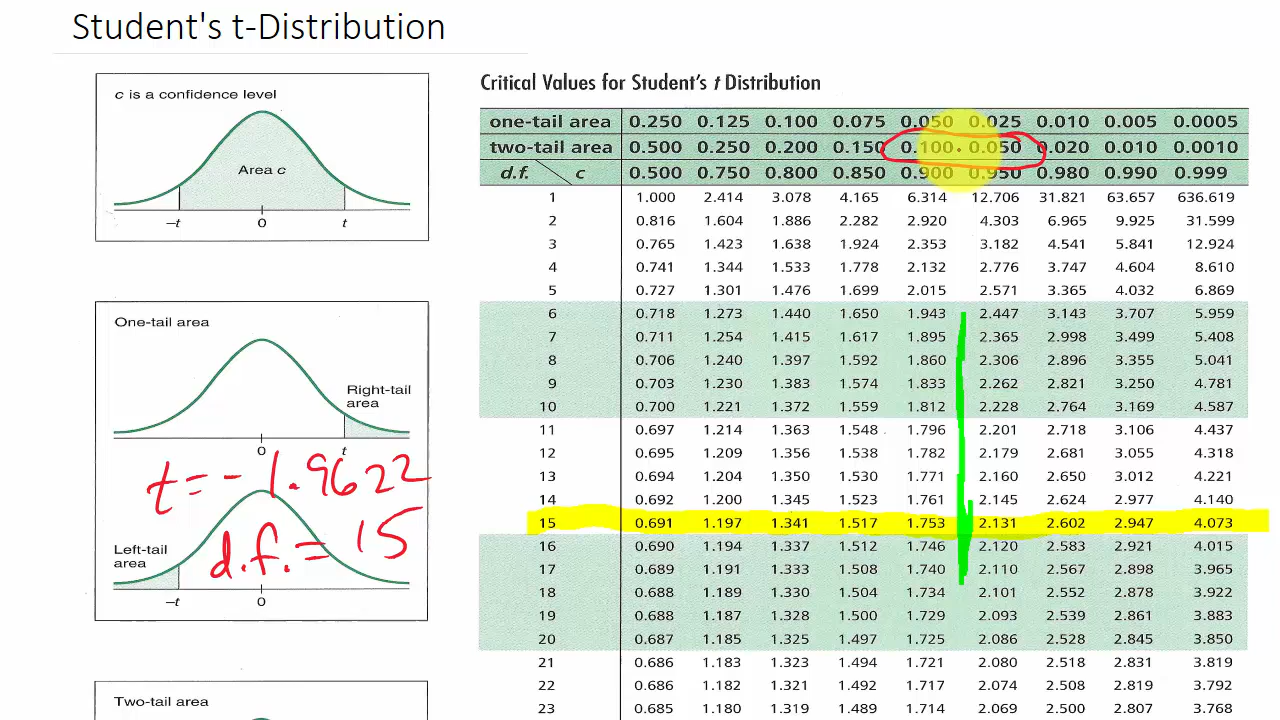 Student's t-Distribution
c is a confidence level
Area c
−t 0 t
One-tail area
Right-tail
area
0 t
t = - 1.9622
d.f. = 15
Left-tail
area
−t 0
Two-tail area
Critical Values for Student's t Distribution
one-tail area 0.250 0.125 0.100 0.075 0.050 0.025 0.010 0.005 0.0005
two-tail area 0.500 0.250 0.200 0.150 0.100 0.050 0.020 0.010 0.0010
d.f. c 0.500 0.750 0.800 0.850 0.900 0.950 0.980 0.990 0.999
1 1.000 2.414 3.078 4.165 6.314 12.706 31.821 63.657 636.619
2 0.816 1.604 1.886 2.282 2.920 4.303 6.965 9.925 31.599
3 0.765 1.423 1.638 1.924 2.353 3.182 4.541 5.841 12.924
4 0.741 1.344 1.533 1.778 2.132 2.776 3.747 4.604 8.610
5 0.727 1.301 1.476 1.699 2.015 2.571 3.365 4.032 6.869
6 0.718 1.273 1.440 1.650 1.943 2.447 3.143 3.707 5.959
7 0.711 1.254 1.415 1.617 1.895 2.365 2.998 3.499 5.408
8 0.706 1.240 1.397 1.592 1.860 2.306 2.896 3.355 5.041
9 0.703 1.230 1.383 1.574 1.833 2.262 2.821 3.250 4.781
10 0.700 1.221 1.372 1.559 1.812 2.228 2.764 3.169 4.587
11 0.697 1.214 1.363 1.548 1.796 2.201 2.718 3.106 4.437
12 0.695 1.209 1.356 1.538 1.782 2.179 2.681 3.055 4.318
13 0.694 1.204 1.350 1.530 1.771 2.160 2.650 3.012 4.221
14 0.692 1.200 1.345 1.523 1.761 2.145 2.624 2.977 4.140
15 0.691 1.197 1.341 1.517 1.753 2.131 2.602 2.947 4.073
16 0.690 1.194 1.337 1.512 1.746 2.120 2.583 2.921 4.015
17 0.689 1.191 1.333 1.508 1.740 2.110 2.567 2.898 3.965
18 0.688 1.189 1.330 1.504 1.734 2.101 2.552 2.878 3.922
19 0.688 1.187 1.328 1.500 1.729 2.093 2.539 2.861 3.883
20 0.687 1.185 1.325 1.497 1.725 2.086 2.528 2.845 3.850
21 0.686 1.183 1.323 1.494 1.721 2.080 2.518 2.831 3.819
22 0.686 1.182 1.321 1.492 1.717 2.074 2.508 2.819 3.792
23 0.685 1.180 1.319 1.489 1.714 2.069 2.500 2.807 3.768